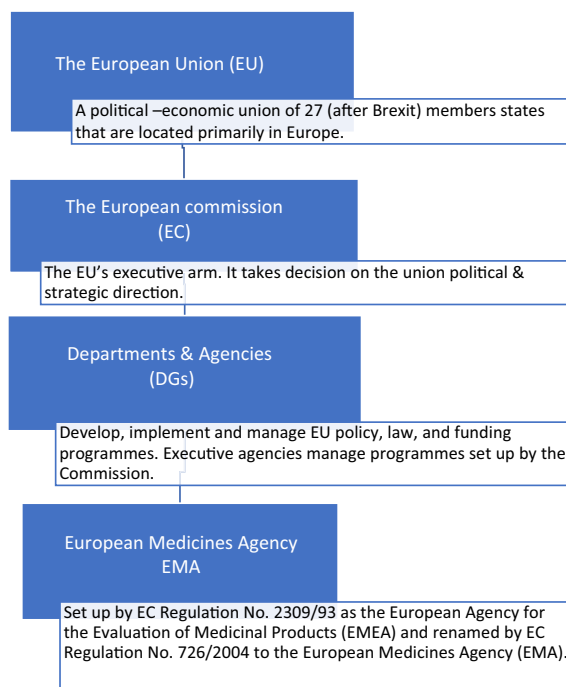 The European Union (EU)
A political –economic union of 27 (after Brexit) members states
that are located primarily in Europe.
The European commission
(EC)
The EU's executive arm. It takes decision on the union political &
strategic direction.
Departments & Agencies
(DGs)
Develop, implement and manage EU policy, law, and funding
programmes. Executive agencies manage programmes set up by the
Commission.
European Medicines Agency
EMA
Set up by EC Regulation No. 2309/93 as the European Agency for
the Evaluation of Medicinal Products (EMEA) and renamed by EC
Regulation No. 726/2004 to the European Medicines Agency (EMA).